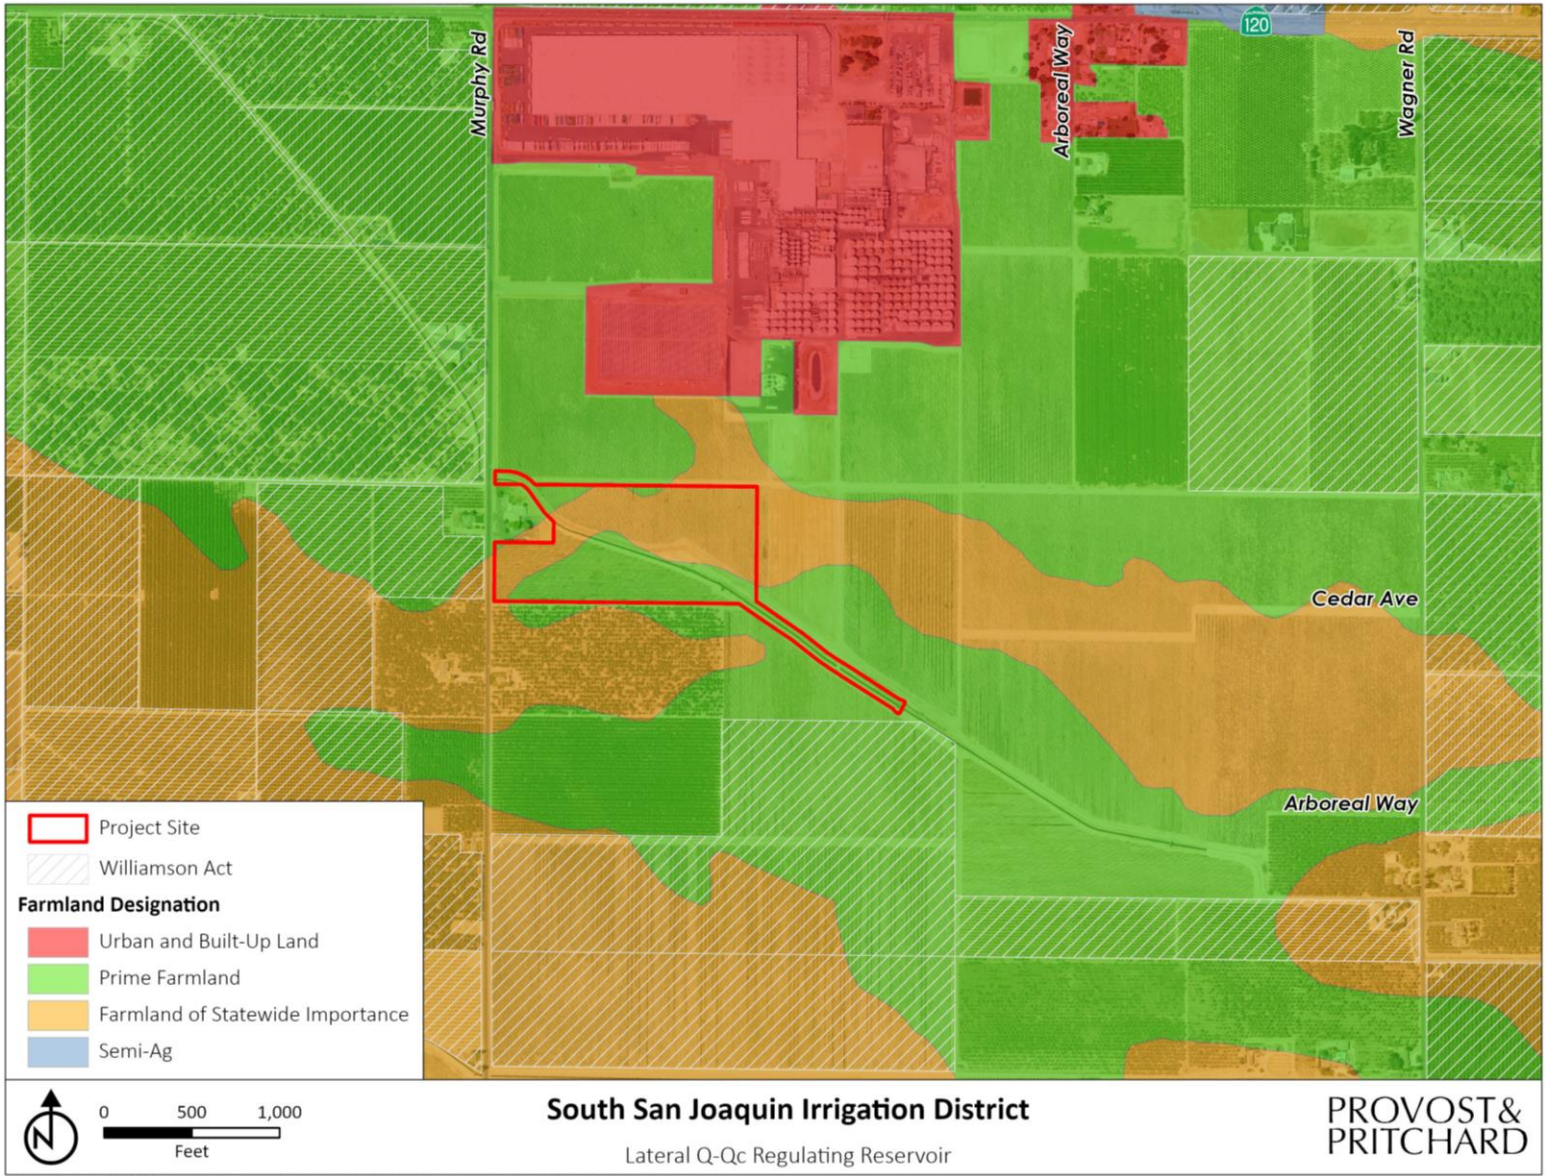 120
Murphy Rd
Arboreal Way
Wagner Rd
Cedar Ave
Arboreal Way
Project Site
Williamson Act
Farmland Designation
Urban and Built-Up Land
Prime Farmland
Farmland of Statewide Importance
Semi-Ag
N
0 500 1,000
Feet
South San Joaquin Irrigation District
Lateral Q-Qc Regulating Reservoir
PROVOST&
PRITCHARD